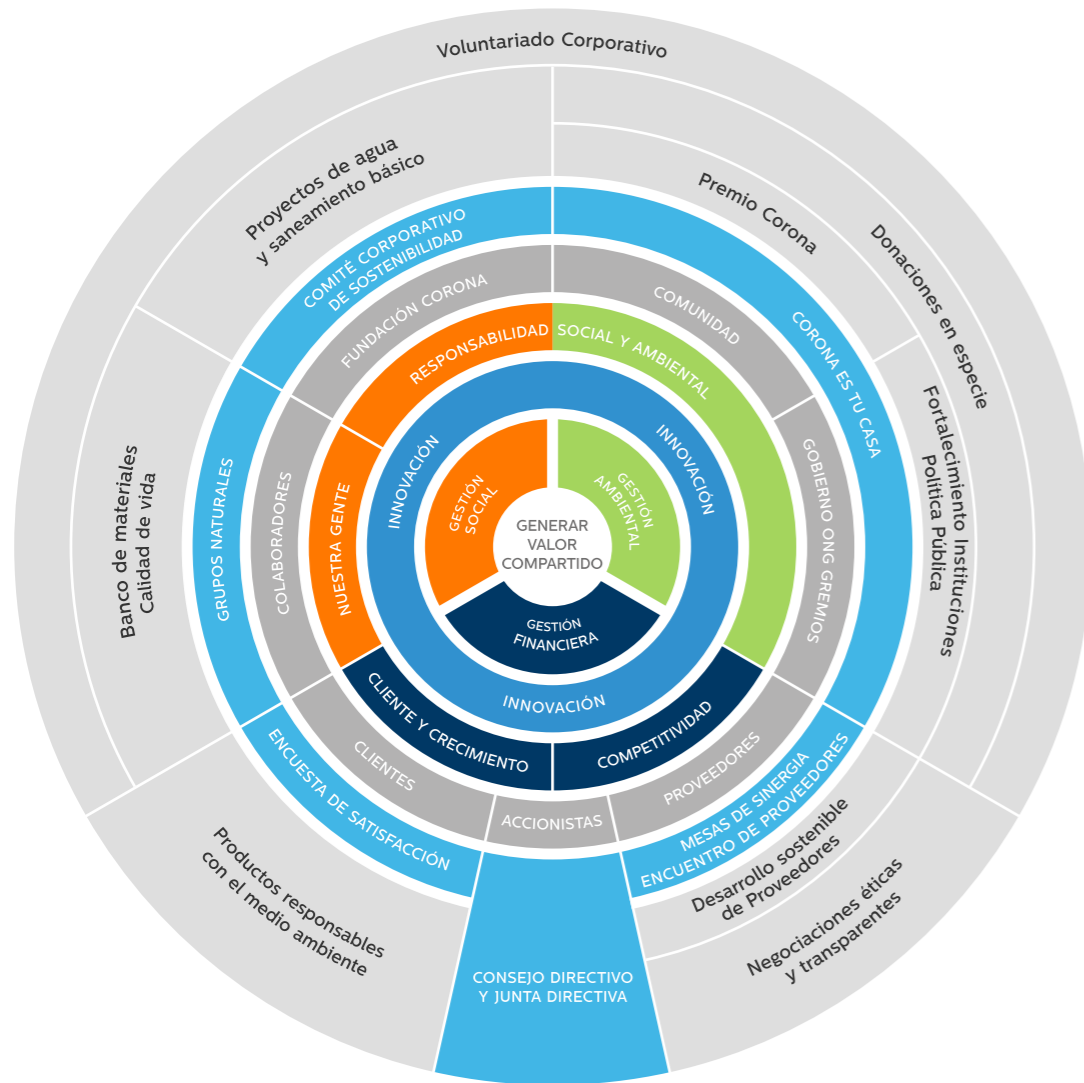 Voluntariado Corporativo
Proyectos de agua
y saneamiento básico
Premio Corona
Donaciones en especie
Fortalecimiento Instituciones
Política Pública
Banco de materiales
Calidad de vida
Productos responsables
con el medio ambiente
Desarrollo sostenible
de Proveedores
Negociaciones éticas
y transparentes
COMITÉ CORPORATIVO
DE SOSTENIBILIDAD
CORONA ES TU CASA
GRUPOS NATURALES
ENCUESTA DE SATISFACCIÓN
MESAS DE SINERGIA
ENCUENTRO DE PROVEEDORES
CONSEJO DIRECTIVO
Y JUNTA DIRECTIVA
FUNDACIÓN CORONA
COMUNIDAD
GOBIERNO ONG GREMIOS
COLABORADORES
CLIENTES
ACCIONISTAS
PROVEEDORES
RESPONSABILIDAD
SOCIAL Y AMBIENTAL
NUESTRA GENTE
CLIENTE Y CRECIMIENTO
COMPETITIVIDAD
INNOVACIÓN
INNOVACIÓN
INNOVACIÓN
GESTIÓN
SOCIAL
GESTIÓN
AMBIENTAL
GESTIÓN
FINANCIERA
GENERAR
VALOR
COMPARTIDO